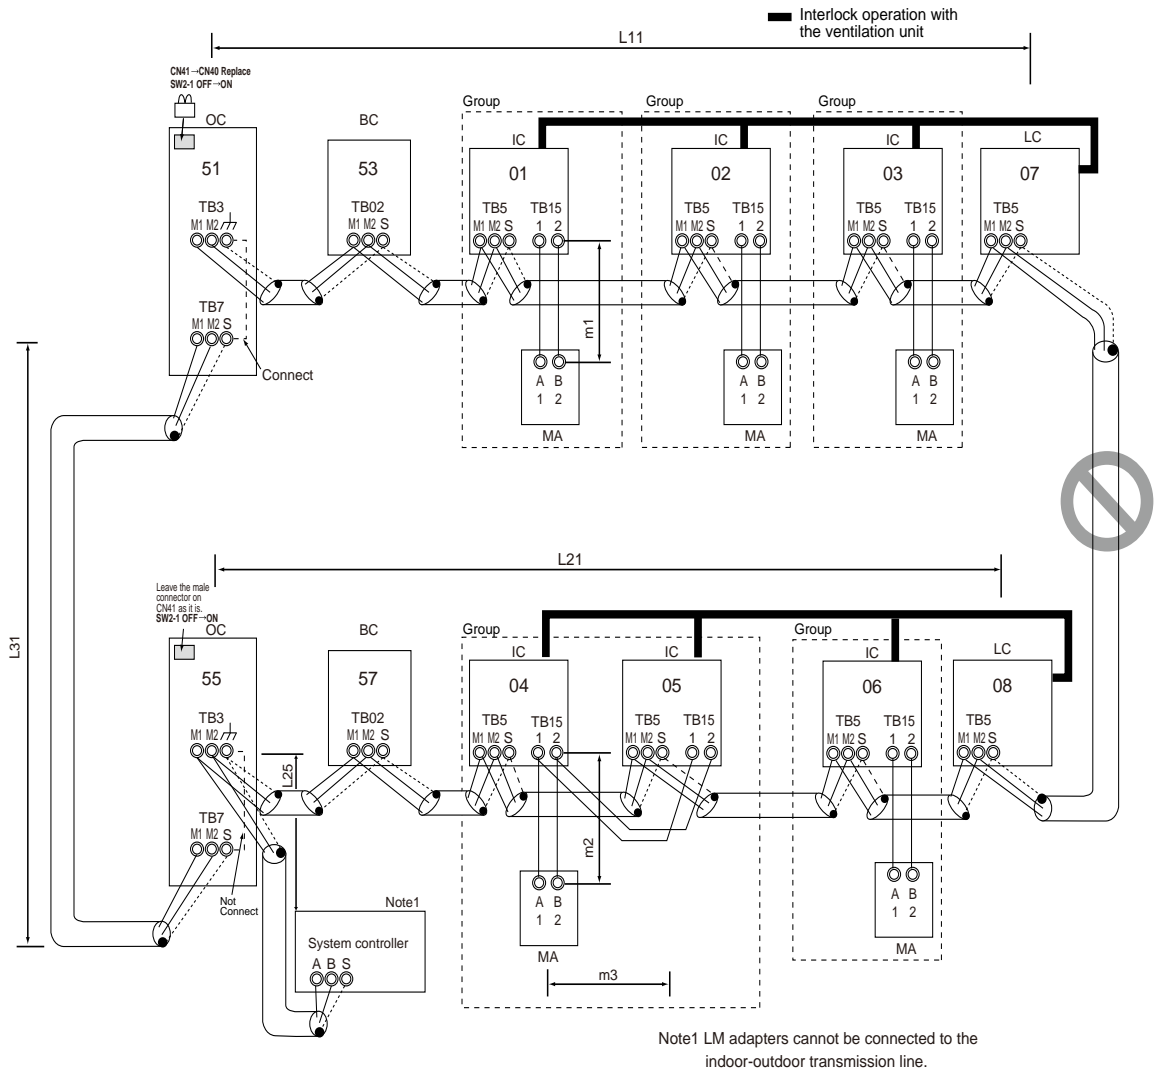 Interlock operation with
the ventilation unit
L11
CN41→CN40 Replace
SW2-1 OFF→ON
OC
BC
Group
Group
Group
IC
IC
IC
LC
51
53
01
02
03
07
TB3
TB02
TB5
TB15
TB5
TB15
TB5
TB15
TB5
M1 M2
M1 M2 S
M1 M2 S
1 2
M1 M2 S
1 2
M1 M2 S
1 2
M1 M2 S
TB7
M1 M2 S
Connect
m1
A B
1 2
MA
A B
1 2
MA
A B
1 2
MA
L31
L21
Leave the male
connector on
CN41 as it is.
SW2-1 OFF→ON
OC
BC
Group
Group
IC
IC
IC
LC
55
57
04
05
06
08
TB3
TB02
TB5
TB15
TB5
TB15
TB5
TB15
TB5
M1 M2
M1 M2 S
M1 M2 S
1 2
M1 M2 S
1 2
M1 M2 S
1 2
M1 M2 S
L25
TB7
M1 M2 S
Not
Connect
m2
A B
1 2
MA
A B
1 2
MA
Note1
System controller
A B S
m3
Note1 LM adapters cannot be connected to the
indoor-outdoor transmission line.